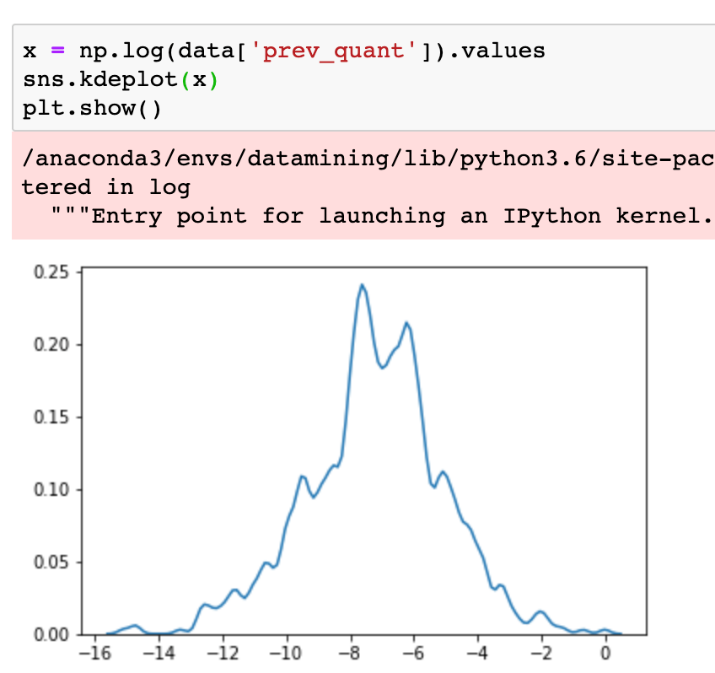 x = np.log(data['prev_quant']).values
sns.kdeplot(x)
plt.show()
/anaconda3/envs/datamining/lib/python3.6/site-pac
tered in log
"""Entry point for launching an IPython kernel.
0.25
0.20
0.15
0.10
0.05
0.00
−16 −14 −12 −10 −8 −6 −4 −2 0